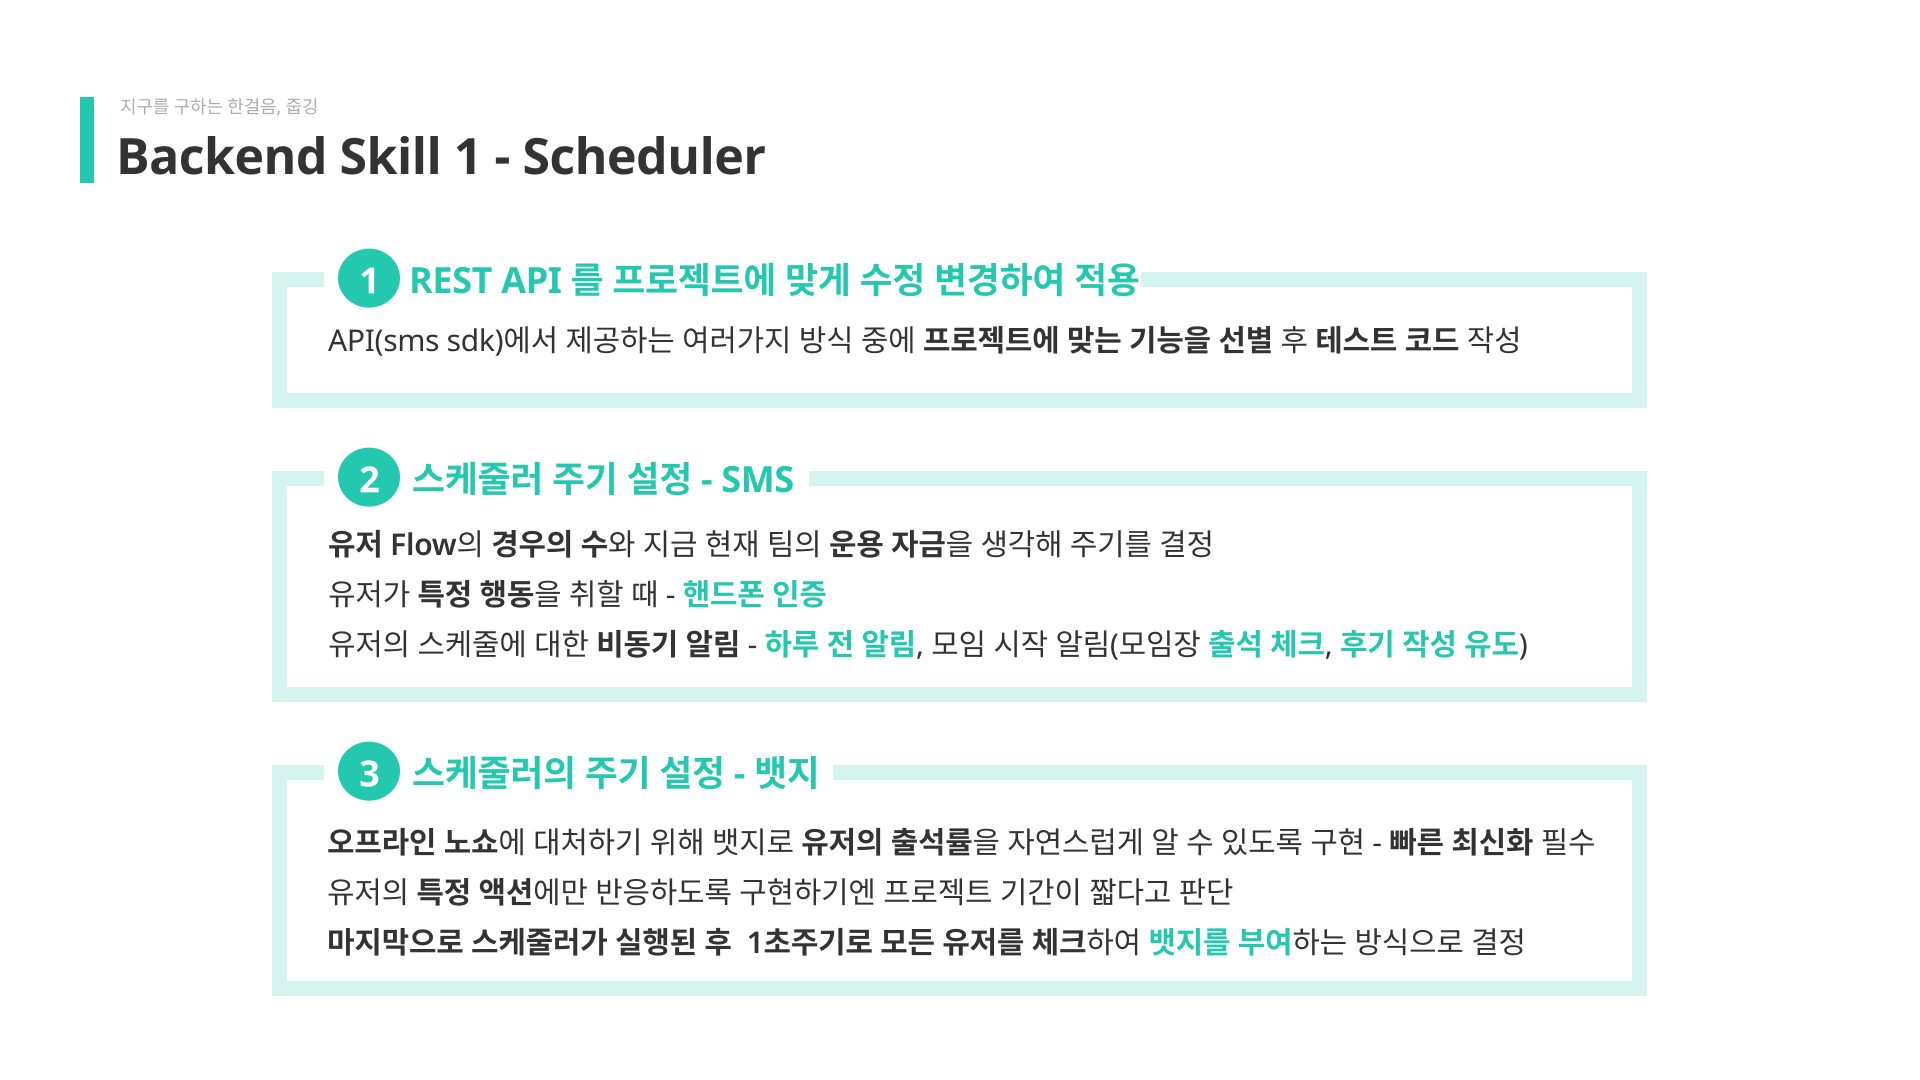 지구를 구하는 한걸음, 줍깅
Backend Skill 1 - Scheduler
1 REST API 를 프로젝트에 맞게 수정 변경하여 적용
API(sms sdk)에서 제공하는 여러가지 방식 중에 프로젝트에 맞는 기능을 선별 후 테스트 코드 작성
2 스케줄러 주기 설정 - SMS
유저 Flow의 경우의 수와 지금 현재 팀의 운용 자금을 생각해 주기를 결정
유저가 특정 행동을 취할 때 - 핸드폰 인증
유저의 스케줄에 대한 비동기 알림 - 하루 전 알림, 모임 시작 알림(모임장 출석 체크, 후기 작성 유도)
3 스케줄러의 주기 설정 - 뱃지
오프라인 노쇼에 대처하기 위해 뱃지로 유저의 출석률을 자연스럽게 알 수 있도록 구현 - 빠른 최신화 필수
유저의 특정 액션에만 반응하도록 구현하기엔 프로젝트 기간이 짧다고 판단
마지막으로 스케줄러가 실행된 후  1초주기로 모든 유저를 체크하여 뱃지를 부여하는 방식으로 결정